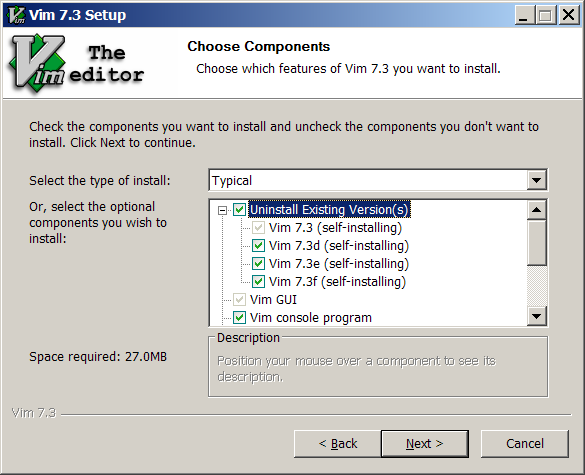 Vim 7.3 Setup
The
Vim editor
Choose Components
Choose which features of Vim 7.3 you want to install.
Check the components you want to install and uncheck the components you don't want to
install. Click Next to continue.
Select the type of install:
Typical
Or, select the optional
components you wish to
install:
Uninstall Existing Version(s)
Vim 7.3 (self-installing)
Vim 7.3d (self-installing)
Vim 7.3e (self-installing)
Vim 7.3f (self-installing)
Vim GUI
Vim console program
Space required: 27.0MB
Description
Position your mouse over a component to see its
description.
Vim 7.3
< Back
Next >
Cancel